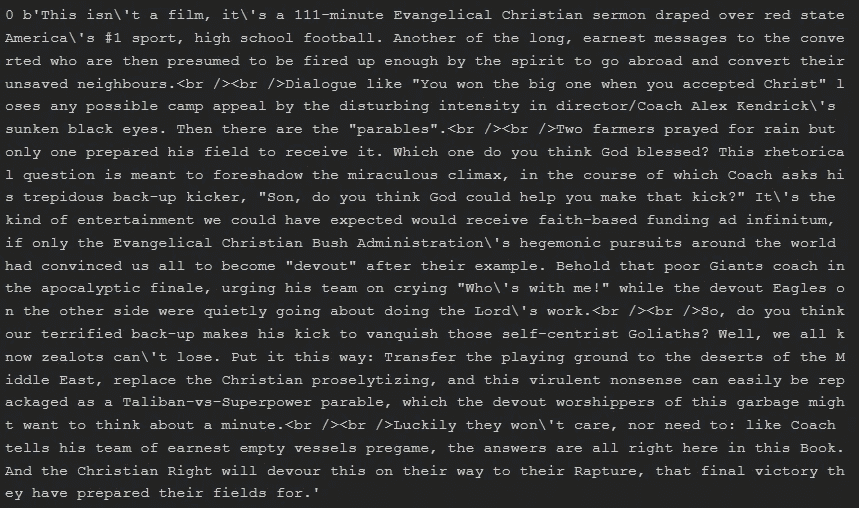 0 b'This isn\'t a film, it\'s a 111-minute Evangelical Christian sermon draped over red state
America\'s #1 sport, high school football. Another of the long, earnest messages to the conve
rted who are then presumed to be fired up enough by the spirit to go abroad and convert their
unsaved neighbours.<br /><br />Dialogue like "You won the big one when you accepted Christ" l
oses any possible camp appeal by the disturbing intensity in director/Coach Alex Kendrick\'s
sunken black eyes. Then there are the "parables".<br /><br />Two farmers prayed for rain but
only one prepared his field to receive it. Which one do you think God blessed? This rhetorica
l question is meant to foreshadow the miraculous climax, in the course of which Coach asks hi
s trepidous back-up kicker, "Son, do you think God could help you make that kick?" It\'s the
kind of entertainment we could have expected would receive faith-based funding ad infinitum,
if only the Evangelical Christian Bush Administration\'s hegemonic pursuits around the world
had convinced us all to become "devout" after their example. Behold that poor Giants coach in
the apocalyptic finale, urging his team on crying "Who\'s with me!" while the devout Eagles o
n the other side were quietly going about doing the Lord\'s work.<br /><br />So, do you think
our terrified back-up makes his kick to vanquish those self-centrist Goliaths? Well, we all k
now zealots can\'t lose. Put it this way: Transfer the playing ground to the deserts of the M
iddle East, replace the Christian proselytizing, and this virulent nonsense can easily be rep
ackaged as a Taliban-vs-Superpower parable, which the devout worshippers of this garbage migh
t want to think about a minute.<br /><br />Luckily they won\'t care, nor need to: like Coach
tells his team of earnest empty vessels pregame, the answers are all right here in this Book.
And the Christian Right will devour this on their way to their Rapture, that final victory th
ey have prepared their fields for.'